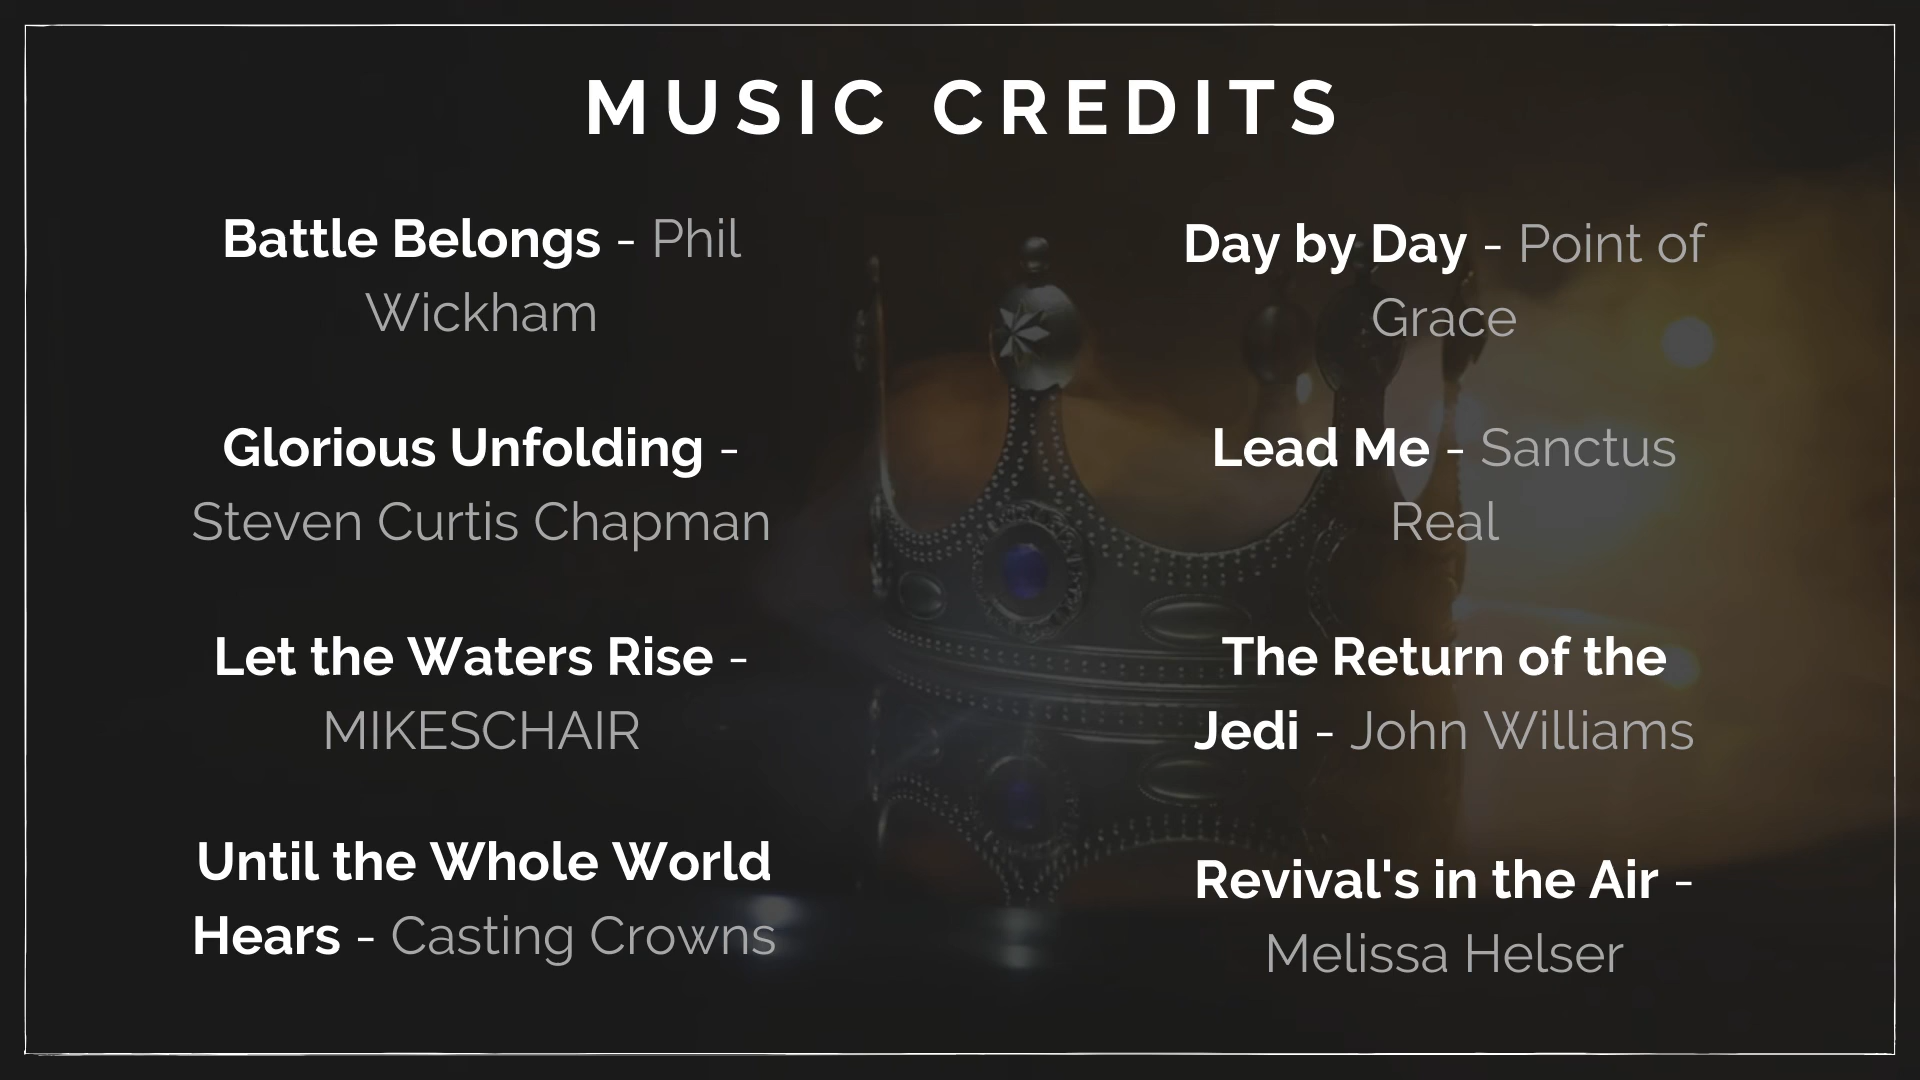 MUSIC CREDITS
Battle Belongs - Phil
Wickham
Glorious Unfolding -
Steven Curtis Chapman
Let the Waters Rise -
MIKESCHAIR
Until the Whole World
Hears - Casting Crowns
Day by Day - Point of
Grace
Lead Me - Sanctus
Real
The Return of the
Jedi - John Williams
Revival's in the Air -
Melissa Helser